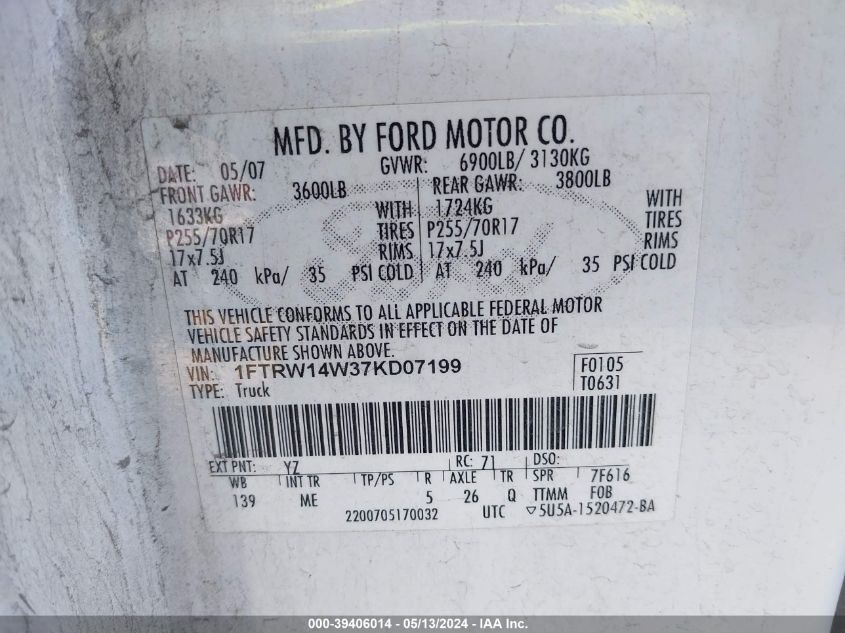 MFD. BY FORD MOTOR CO.
DATE: 05/07 GVWR: 6900LB/ 3130KG
FRONT GAWR: 3600LB REAR GAWR: 3800LB
1633KG WITH 1724KG WITH
P255/70R17 TIRES P255/70R17 TIRES
17x7.5J RIMS 17x7.5J RIMS
AT 240 kPa/ 35 PSI COLD AT 240 kPa/ 35 PSI COLD
THIS VEHICLE CONFORMS TO ALL APPLICABLE FEDERAL MOTOR
VEHICLE SAFETY STANDARDS IN EFFECT ON THE DATE OF
MANUFACTURE SHOWN ABOVE.
VIN: 1FTRW14W37KD07199 F0105
TYPE: Truck T0631
EXT PNT: YZ RC: 71 DSO:
WB INT TR TP/PS R AXLE TR SPR 7F616
139 ME 5 26 Q TTMM FOB
2200705170032 UTC ▽5U5A-1520472-BA
000-39406014 - 05/13/2024 - IAA Inc.